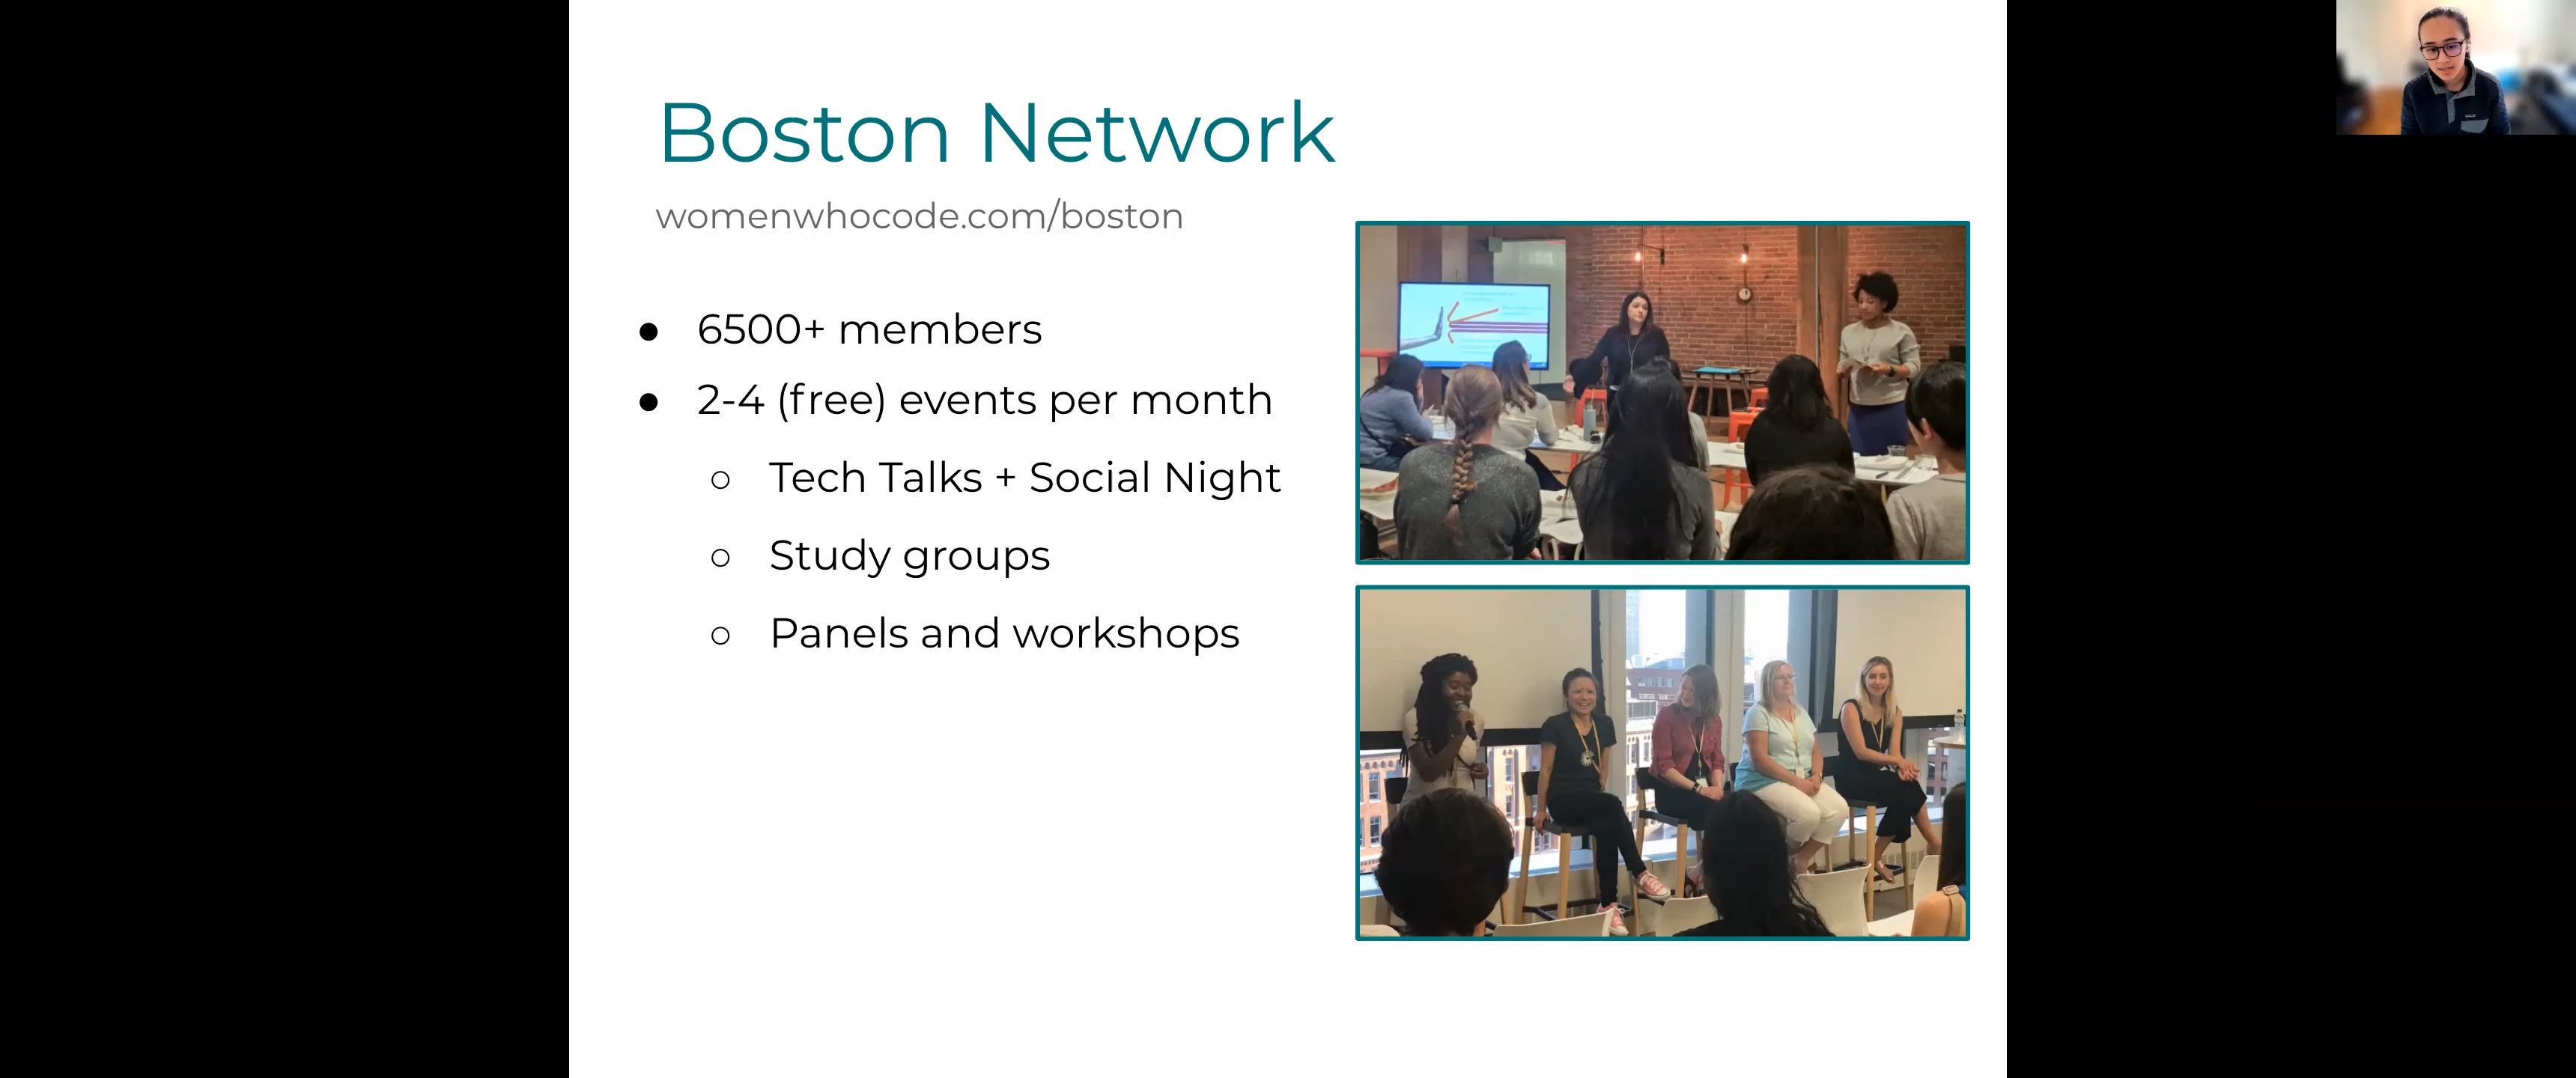 Boston Network
womenwhocode.com/boston
● 6500+ members
● 2-4 (free) events per month
○ Tech Talks + Social Night
○ Study groups
○ Panels and workshops